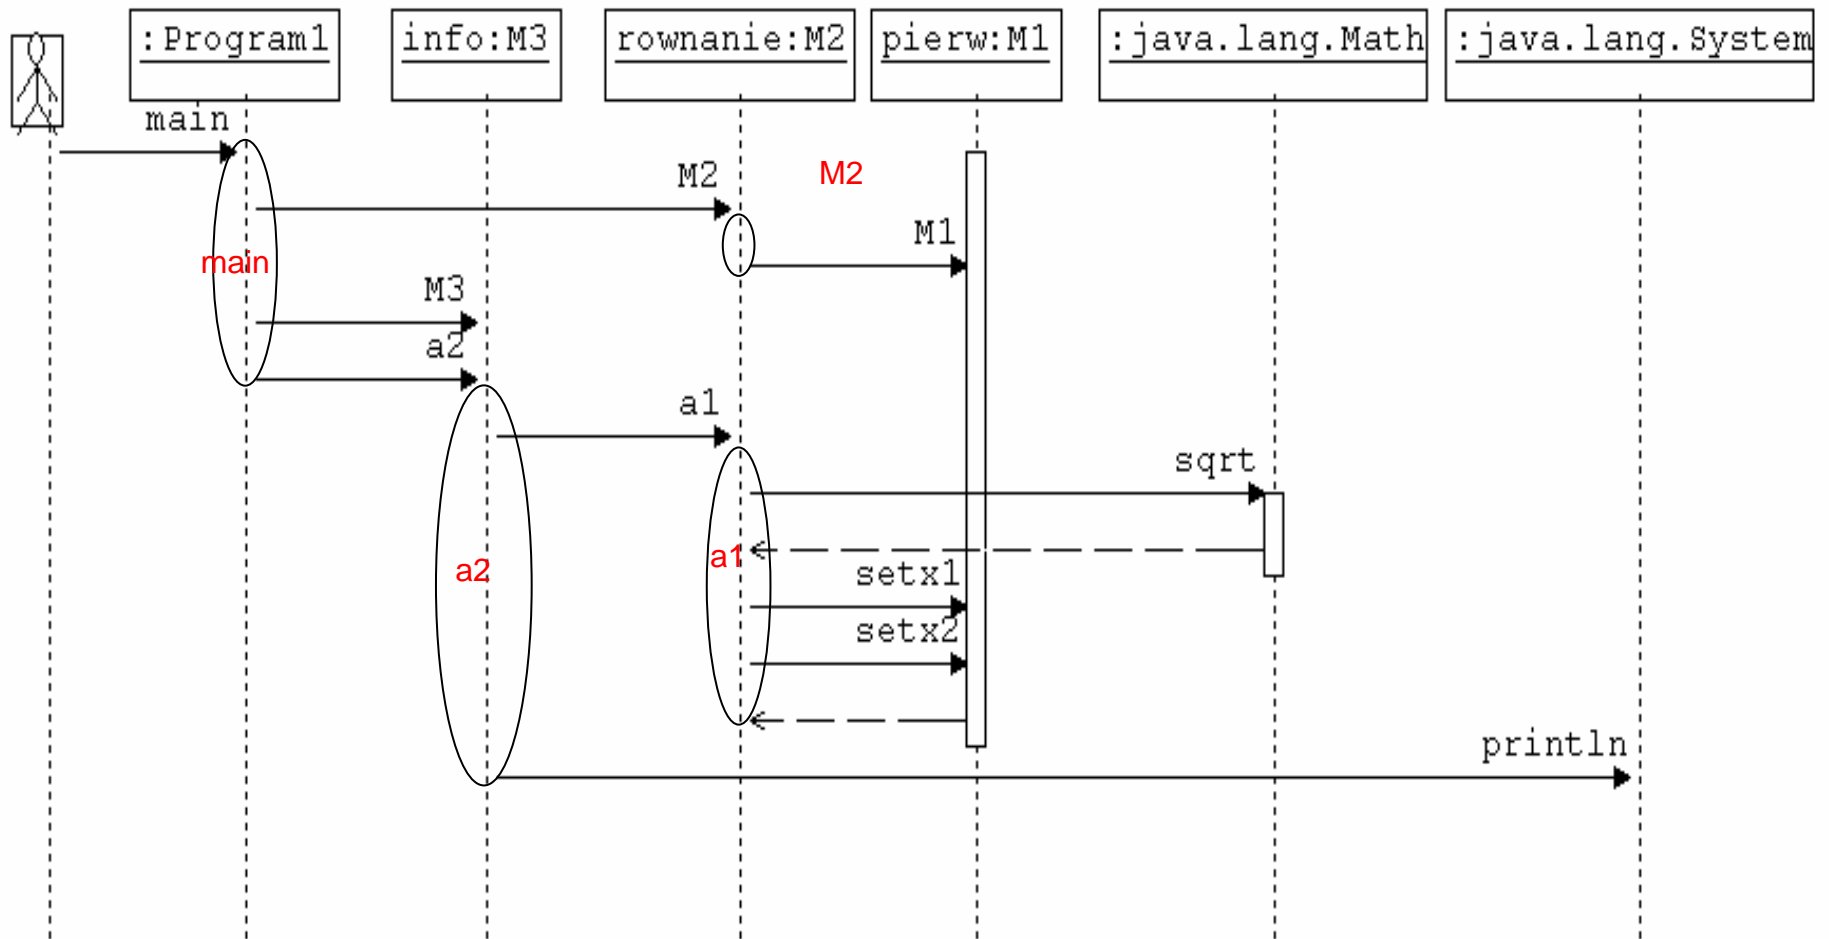 :Program1
info:M3
rownanie:M2
pierw:M1
:java.lang.Math
:java.lang.System
main
M2
M2
M1
main
M3
a2
a1
sqrt
a2
a1
setx1
setx2
println